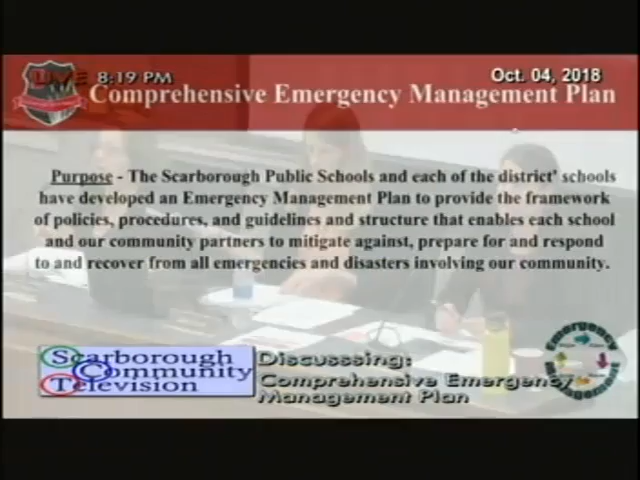 LIVE 8:19 PM Oct. 04, 2018
Comprehensive Emergency Management Plan
Purpose - The Scarborough Public Schools and each of the district' schools
have developed an Emergency Management Plan to provide the framework
of policies, procedures, and guidelines and structure that enables each school
and our community partners to mitigate against, prepare for and respond
to and recover from all emergencies and disasters involving our community.
Scarborough
Community
Television
Discusssing:
Comprehensive Emergency
Management Plan
Emergency
Management